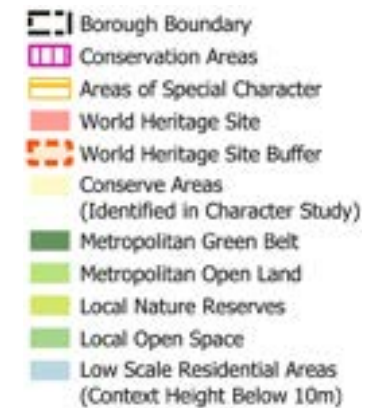 Borough Boundary
Conservation Areas
Areas of Special Character
World Heritage Site
World Heritage Site Buffer
Conserve Areas
(Identified in Character Study)
Metropolitan Green Belt
Metropolitan Open Land
Local Nature Reserves
Local Open Space
Low Scale Residential Areas
(Context Height Below 10m)